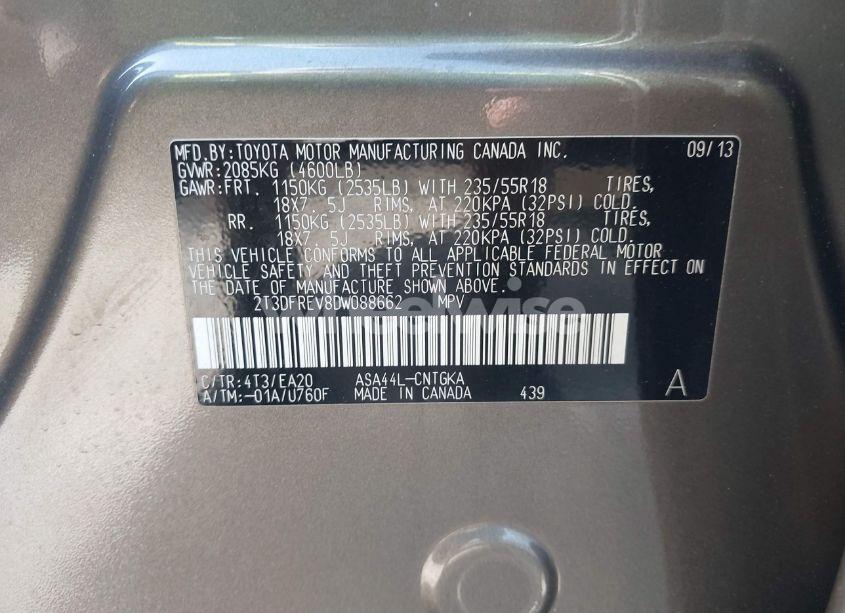 MFD.BY:TOYOTA MOTOR MANUFACTURING CANADA INC. 09/13
GVWR:2085KG (4600LB)
GAWR:FRT. 1150KG (2535LB) WITH 235/55R18 TIRES,
18X7. 5J RIMS, AT 220KPA (32PSI) COLD.
RR. 1150KG (2535LB) WITH 235/55R18 TIRES,
18X7. 5J RIMS, AT 220KPA (32PSI) COLD.
THIS VEHICLE CONFORMS TO ALL APPLICABLE FEDERAL MOTOR
VEHICLE SAFETY AND THEFT PREVENTION STANDARDS IN EFFECT ON
THE DATE OF MANUFACTURE SHOWN ABOVE.
2T3DFREV8DW088662 MPV
C/TR:4T3/EA20 ASA44L-CNTGKA
A/TM:-01A/U760F MADE IN CANADA 439 A